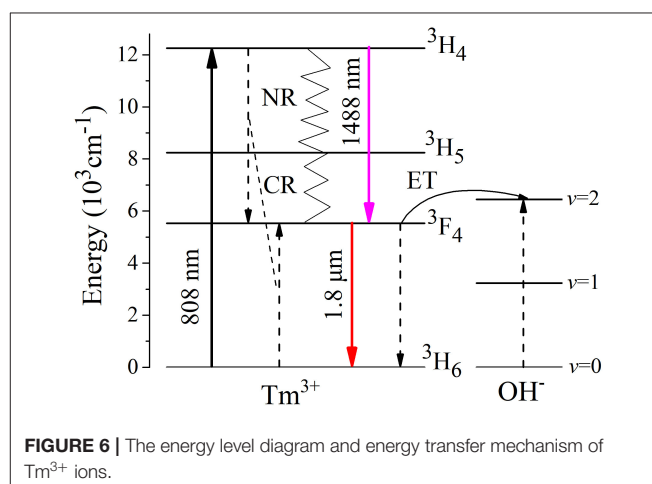 Energy (10³cm⁻¹)
12
10
8
6
4
2
0
³H₄
³H₅
³F₄
³H₆
NR
CR
ET
808 nm
1488 nm
1.8 μm
v=2
v=1
v=0
Tm³⁺
OH⁻
FIGURE 6 | The energy level diagram and energy transfer mechanism of
Tm³⁺ ions.